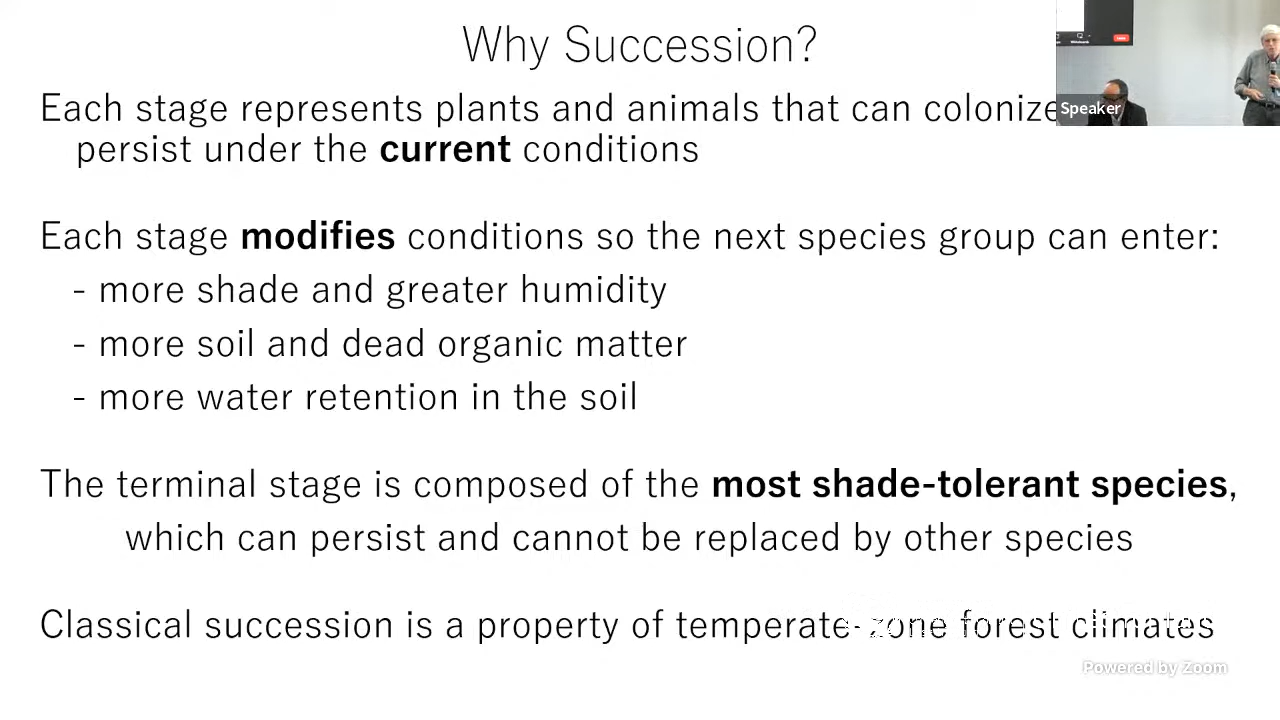 Why Succession?
Each stage represents plants and animals that can colonize
persist under the current conditions
Speaker
Each stage modifies conditions so the next species group can enter:
- more shade and greater humidity
- more soil and dead organic matter
- more water retention in the soil
The terminal stage is composed of the most shade-tolerant species,
which can persist and cannot be replaced by other species
Classical succession is a property of temperate-zone forest climates
Powered by Zoom